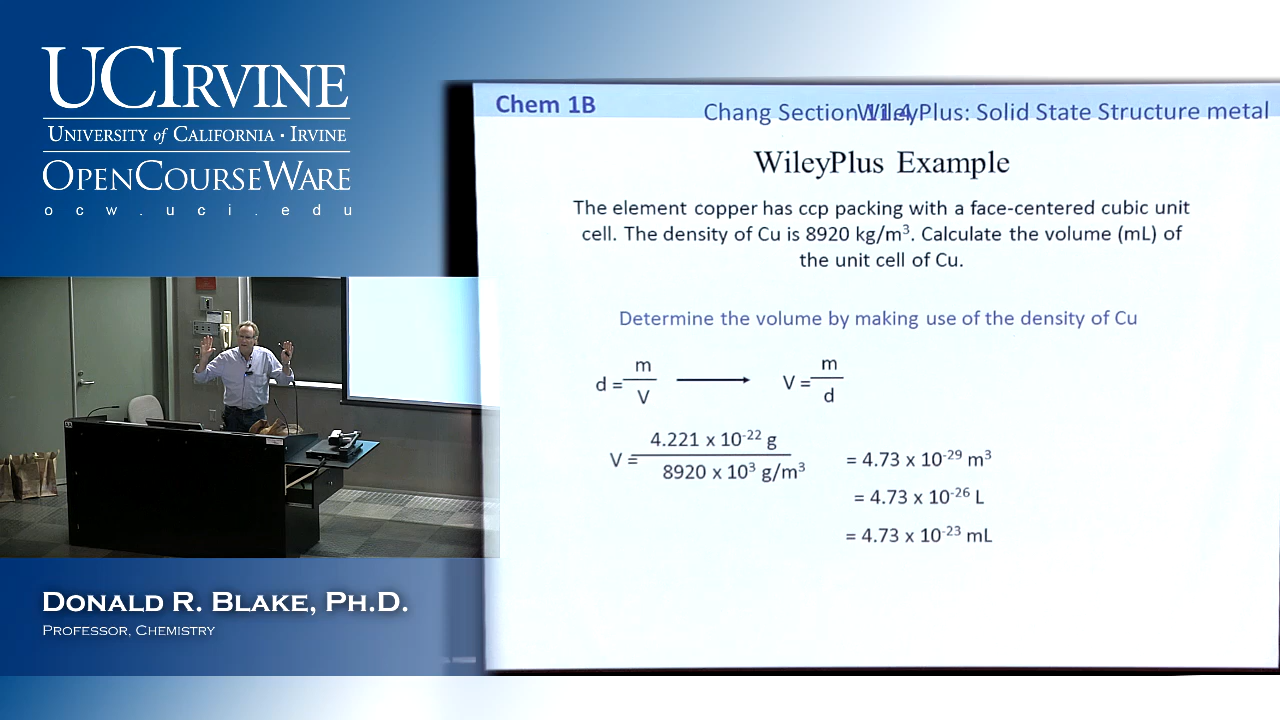 UCIRVINE
UNIVERSITY of CALIFORNIA · IRVINE
OPENCOURSEWARE
ocw.uci.edu
Chem 1B
Chang Section 11.4
WileyPlus: Solid State Structure metal
WileyPlus Example
The element copper has ccp packing with a face-centered cubic unit
cell. The density of Cu is 8920 kg/m³. Calculate the volume (mL) of
the unit cell of Cu.
Determine the volume by making use of the density of Cu
d = m/V → V = m/d
V = 4.221 x 10⁻²² g / 8920 x 10³ g/m³
= 4.73 x 10⁻²⁹ m³
= 4.73 x 10⁻²⁶ L
= 4.73 x 10⁻²³ mL
DONALD R. BLAKE, PH.D.
PROFESSOR, CHEMISTRY